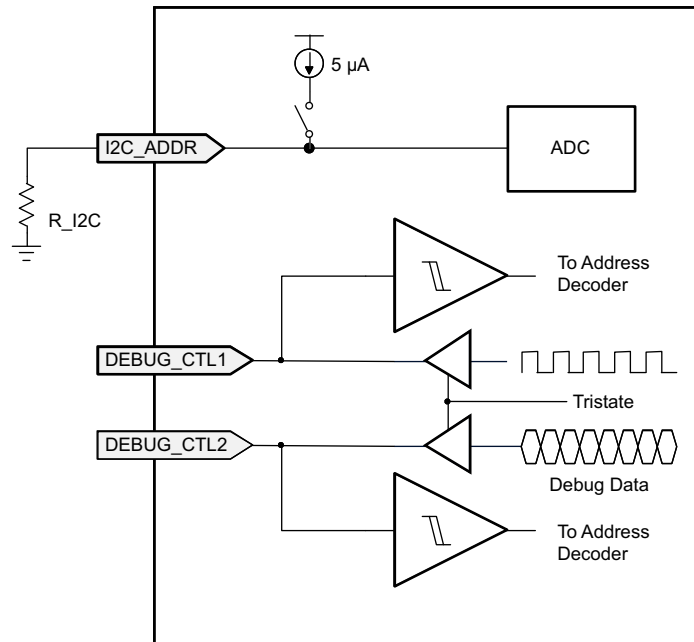 5 µA
I2C_ADDR
ADC
R_I2C
To Address
Decoder
DEBUG_CTL1
Tristate
DEBUG_CTL2
Debug Data
To Address
Decoder